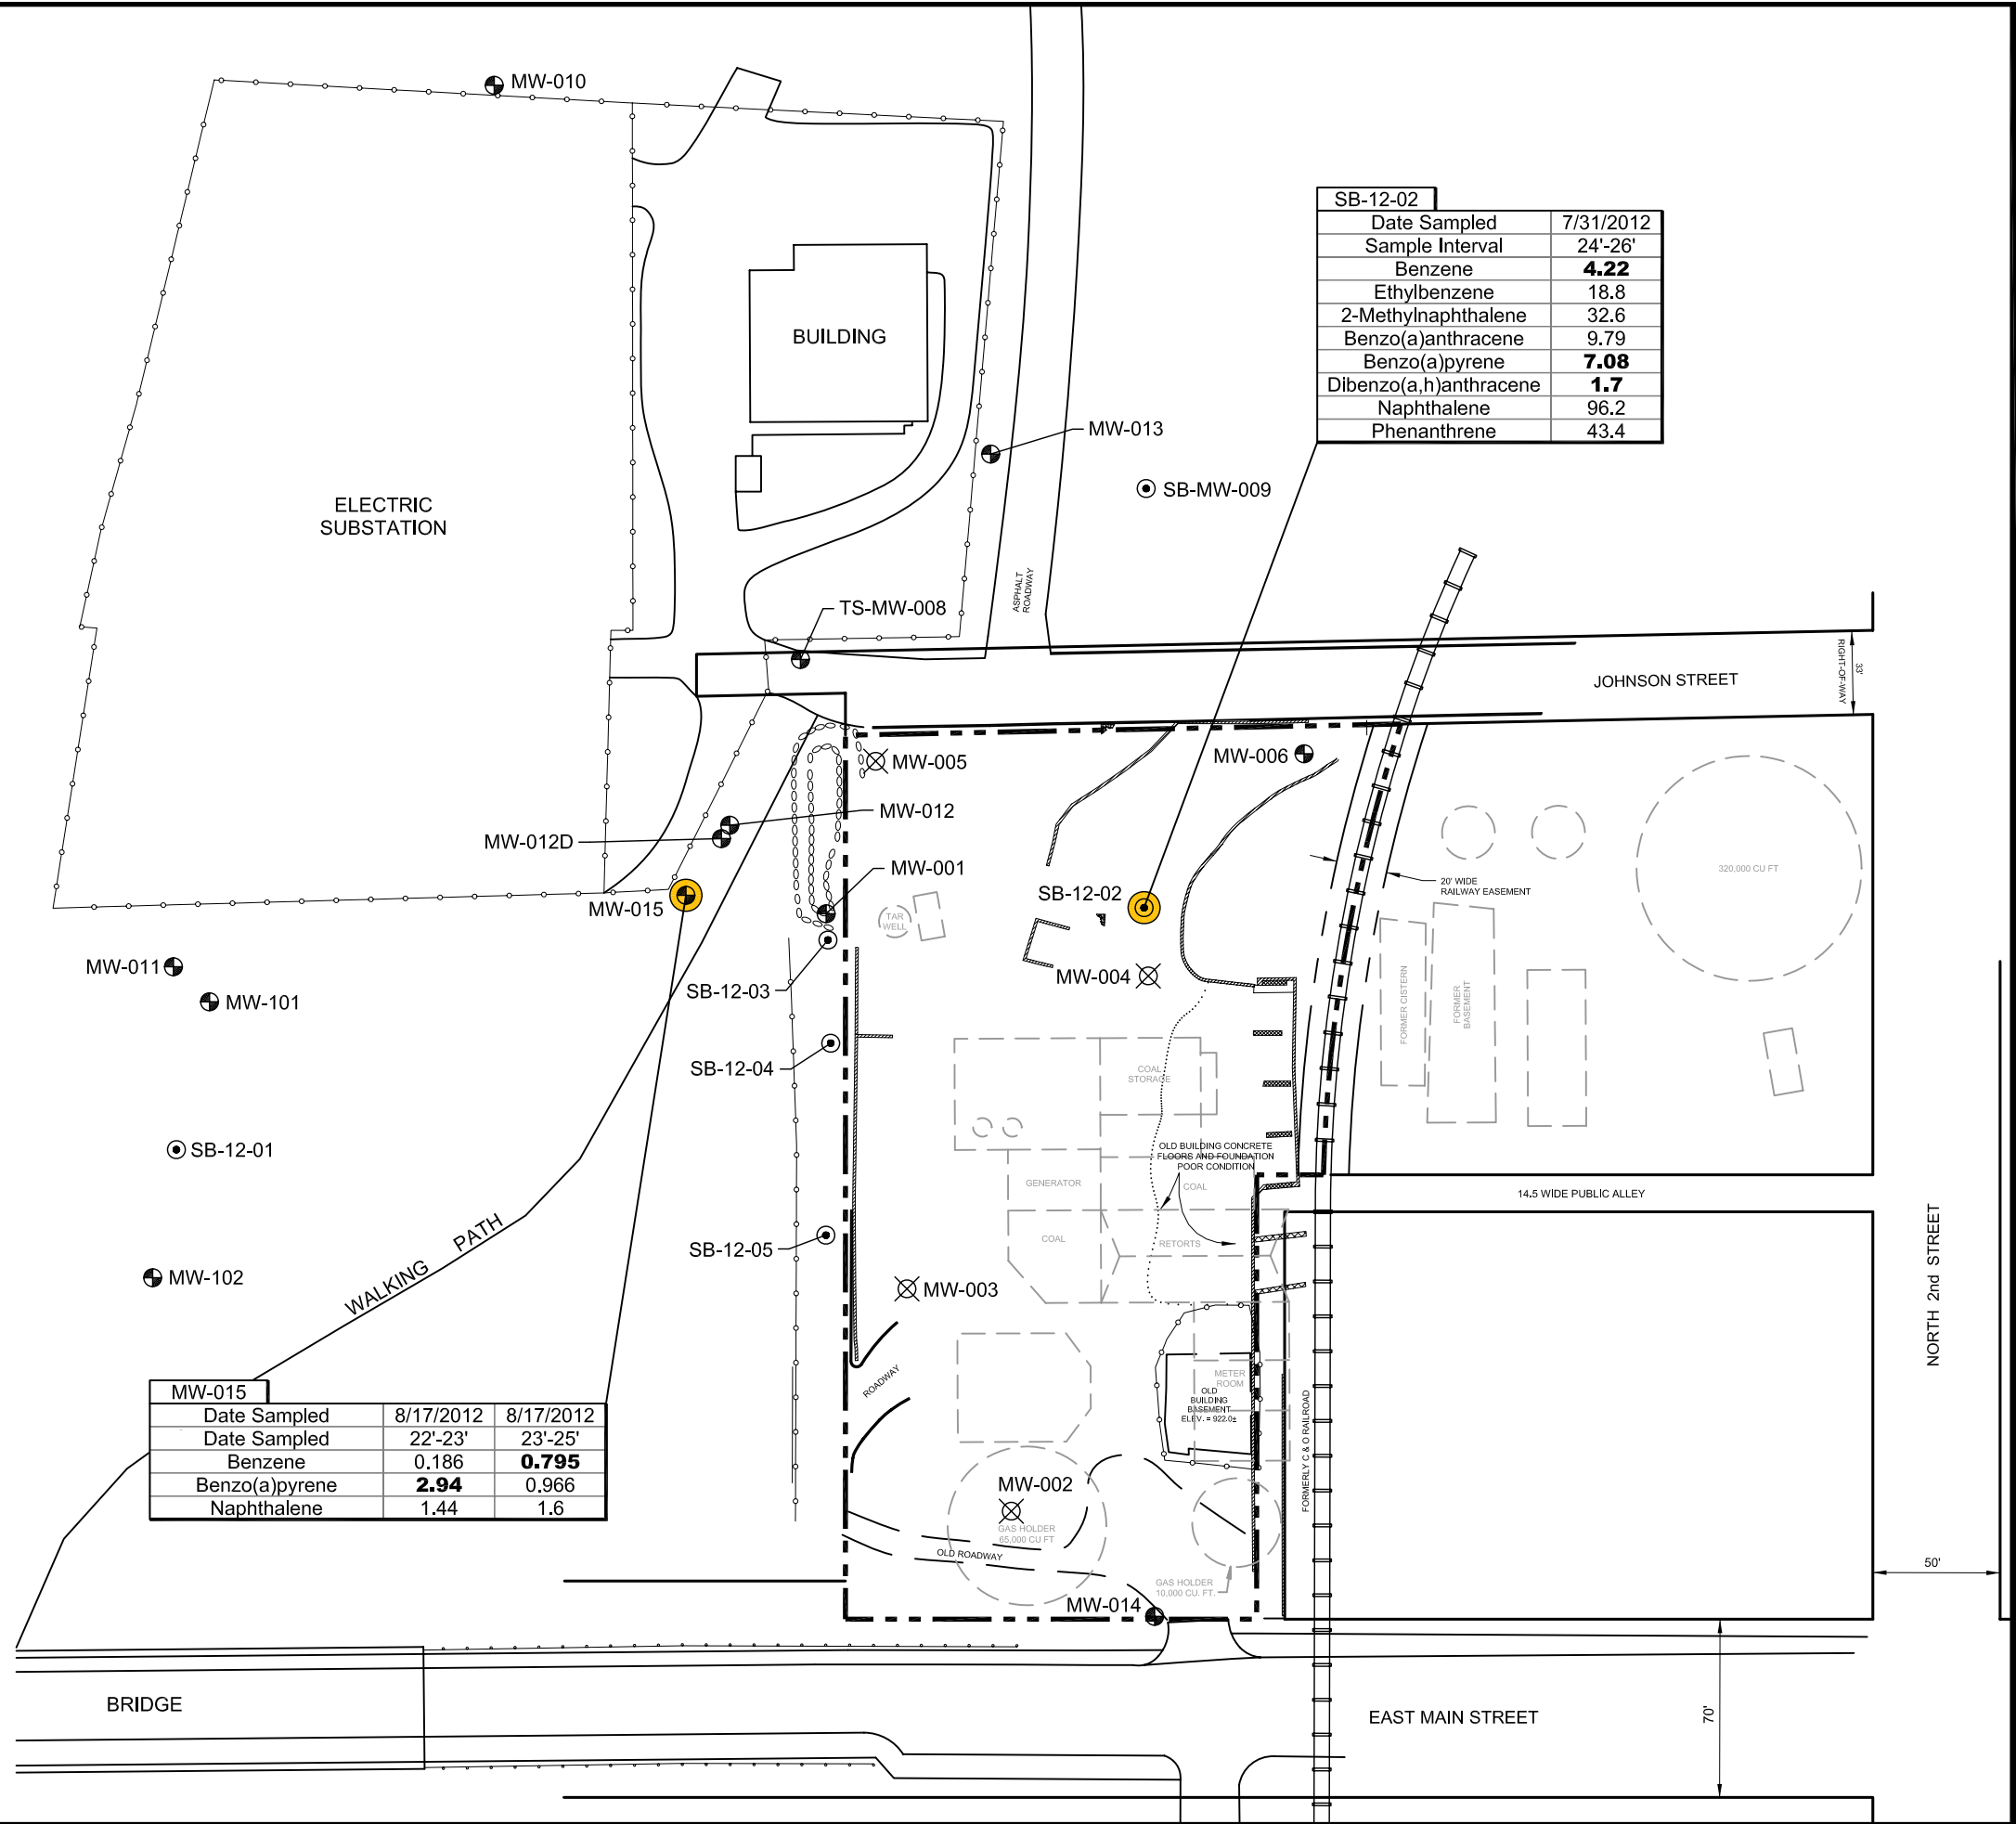 MW-010
SB-12-02
Date Sampled 7/31/2012
Sample Interval 24'-26'
Benzene 4.22
Ethylbenzene 18.8
2-Methylnaphthalene 32.6
Benzo(a)anthracene 9.79
Benzo(a)pyrene 7.08
Dibenzo(a,h)anthracene 1.7
Naphthalene 96.2
Phenanthrene 43.4
BUILDING
MW-013
SB-MW-009
ELECTRIC
SUBSTATION
ASPHALT
ROADWAY
TS-MW-008
JOHNSON STREET
33'
RIGHT-OF-WAY
MW-005
MW-006
MW-012
MW-012D
MW-001
320,000 CU FT
20' WIDE
RAILWAY EASEMENT
SB-12-02
MW-015
TAR
WELL
MW-011
MW-004
SB-12-03
MW-101
FORMER CISTERN
FORMER
BASEMENT
SB-12-04
COAL
STORAGE
SB-12-01
OLD BUILDING CONCRETE
FLOORS AND FOUNDATION
POOR CONDITION
GENERATOR
COAL
14.5 WIDE PUBLIC ALLEY
COAL
RETORTS
SB-12-05
WALKING PATH
MW-102
MW-003
NORTH 2nd STREET
ROADWAY
METER
ROOM
OLD
BUILDING
BASEMENT
ELEV. = 922.0±
FORMERLY C & O RAILROAD
MW-015
Date Sampled 8/17/2012 8/17/2012
Date Sampled 22'-23' 23'-25'
Benzene 0.186 0.795
Benzo(a)pyrene 2.94 0.966
Naphthalene 1.44 1.6
MW-002
GAS HOLDER
65,000 CU FT
OLD ROADWAY
50'
GAS HOLDER
10,000 CU. FT.
MW-014
BRIDGE
EAST MAIN STREET
70'